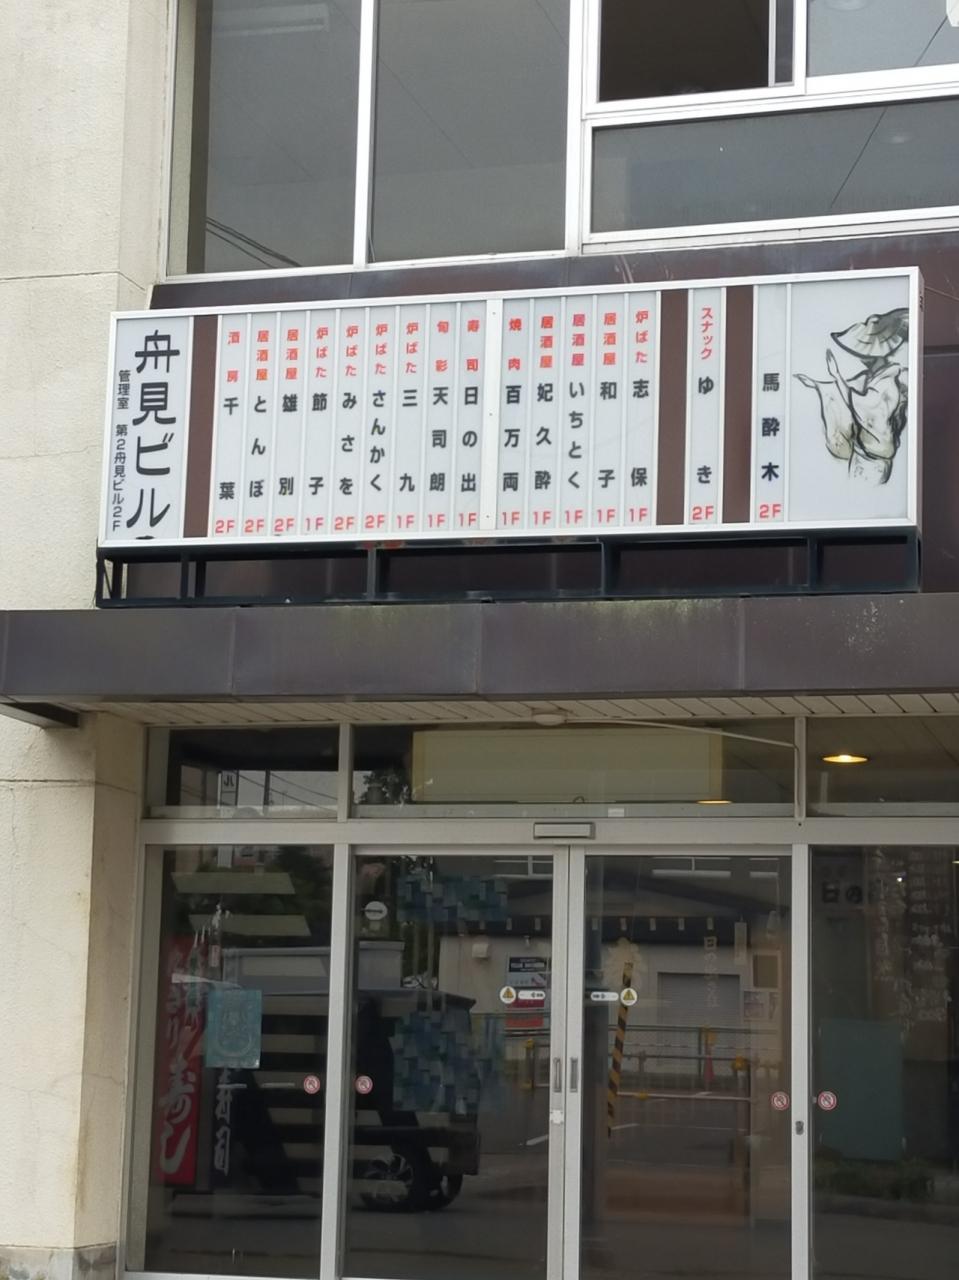 舟見ビル
管理室 第2舟見ビル2F
酒房 千葉 2F
居酒屋 とんぼ 2F
居酒屋 雄別 2F
炉ばた 節子 1F
炉ばた みさを 2F
炉ばた さんかく 2F
炉ばた 三九 1F
旬彩 天司朗 1F
寿司 日の出 1F
焼肉 百万両 1F
居酒屋 妃久酔 1F
居酒屋 いちとく 1F
居酒屋 和子 1F
炉ばた 志保 1F
スナック ゆき 2F
馬酔木 2F
寿し